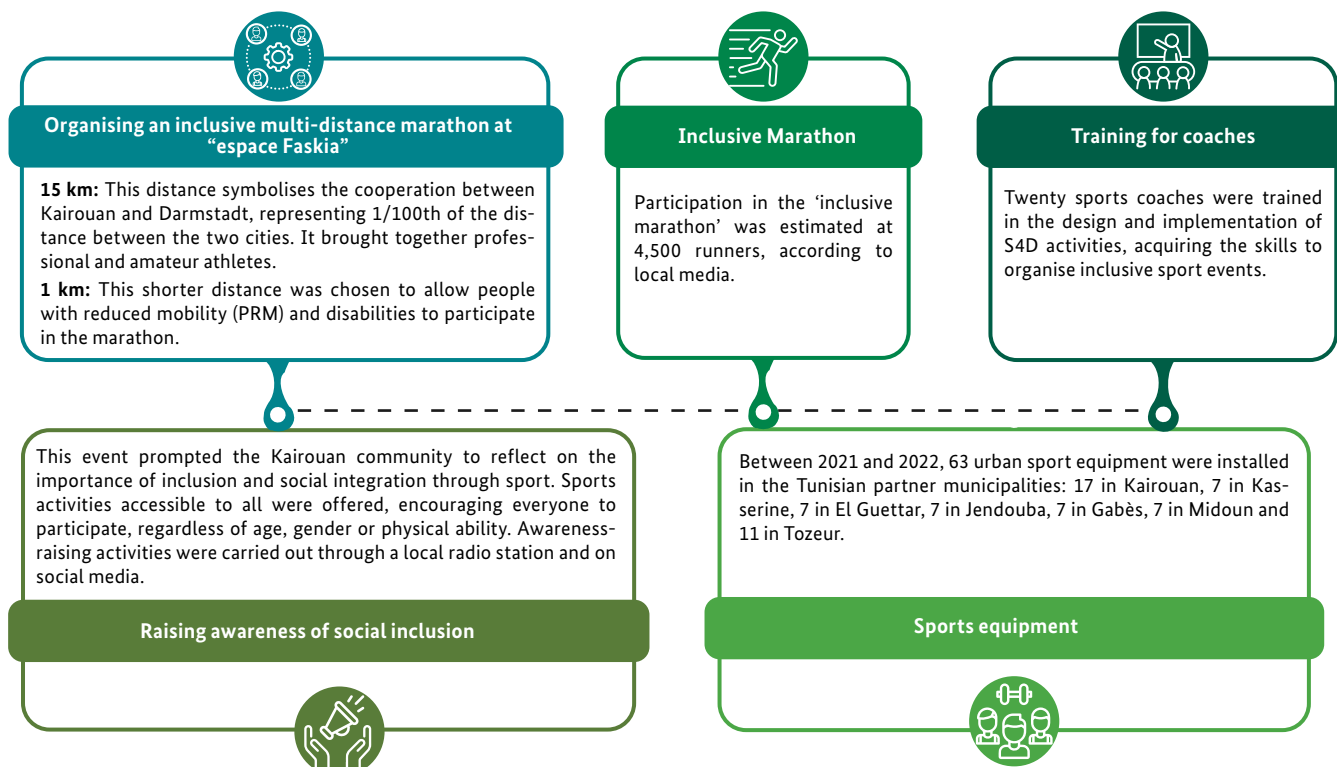 Organising an inclusive multi-distance marathon at
“espace Faskia”
15 km: This distance symbolises the cooperation between
Kairouan and Darmstadt, representing 1/100th of the dis-
tance between the two cities. It brought together profes-
sional and amateur athletes.
1 km: This shorter distance was chosen to allow people
with reduced mobility (PRM) and disabilities to participate
in the marathon.
Inclusive Marathon
Participation in the ‘inclusive
marathon’ was estimated at
4,500 runners, according to
local media.
Training for coaches
Twenty sports coaches were trained
in the design and implementation of
S4D activities, acquiring the skills to
organise inclusive sport events.
This event prompted the Kairouan community to reflect on the
importance of inclusion and social integration through sport. Sports
activities accessible to all were offered, encouraging everyone to
participate, regardless of age, gender or physical ability. Awareness-
raising activities were carried out through a local radio station and on
social media.
Raising awareness of social inclusion
Between 2021 and 2022, 63 urban sport equipment were installed
in the Tunisian partner municipalities: 17 in Kairouan, 7 in Kas-
serine, 7 in El Guettar, 7 in Jendouba, 7 in Gabès, 7 in Midoun and
11 in Tozeur.
Sports equipment